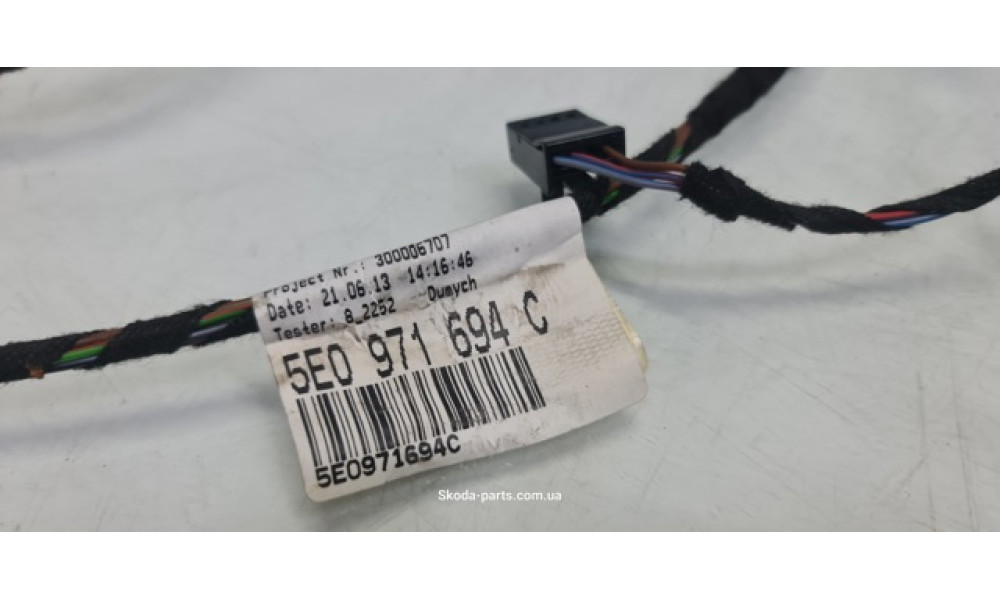 Project Nr.: 300006707
Date: 21.06.13 14:16:46
Tester: 8_2252 Dumych
5E0 971 694 C
5E0971694C
Skoda-parts.com.ua